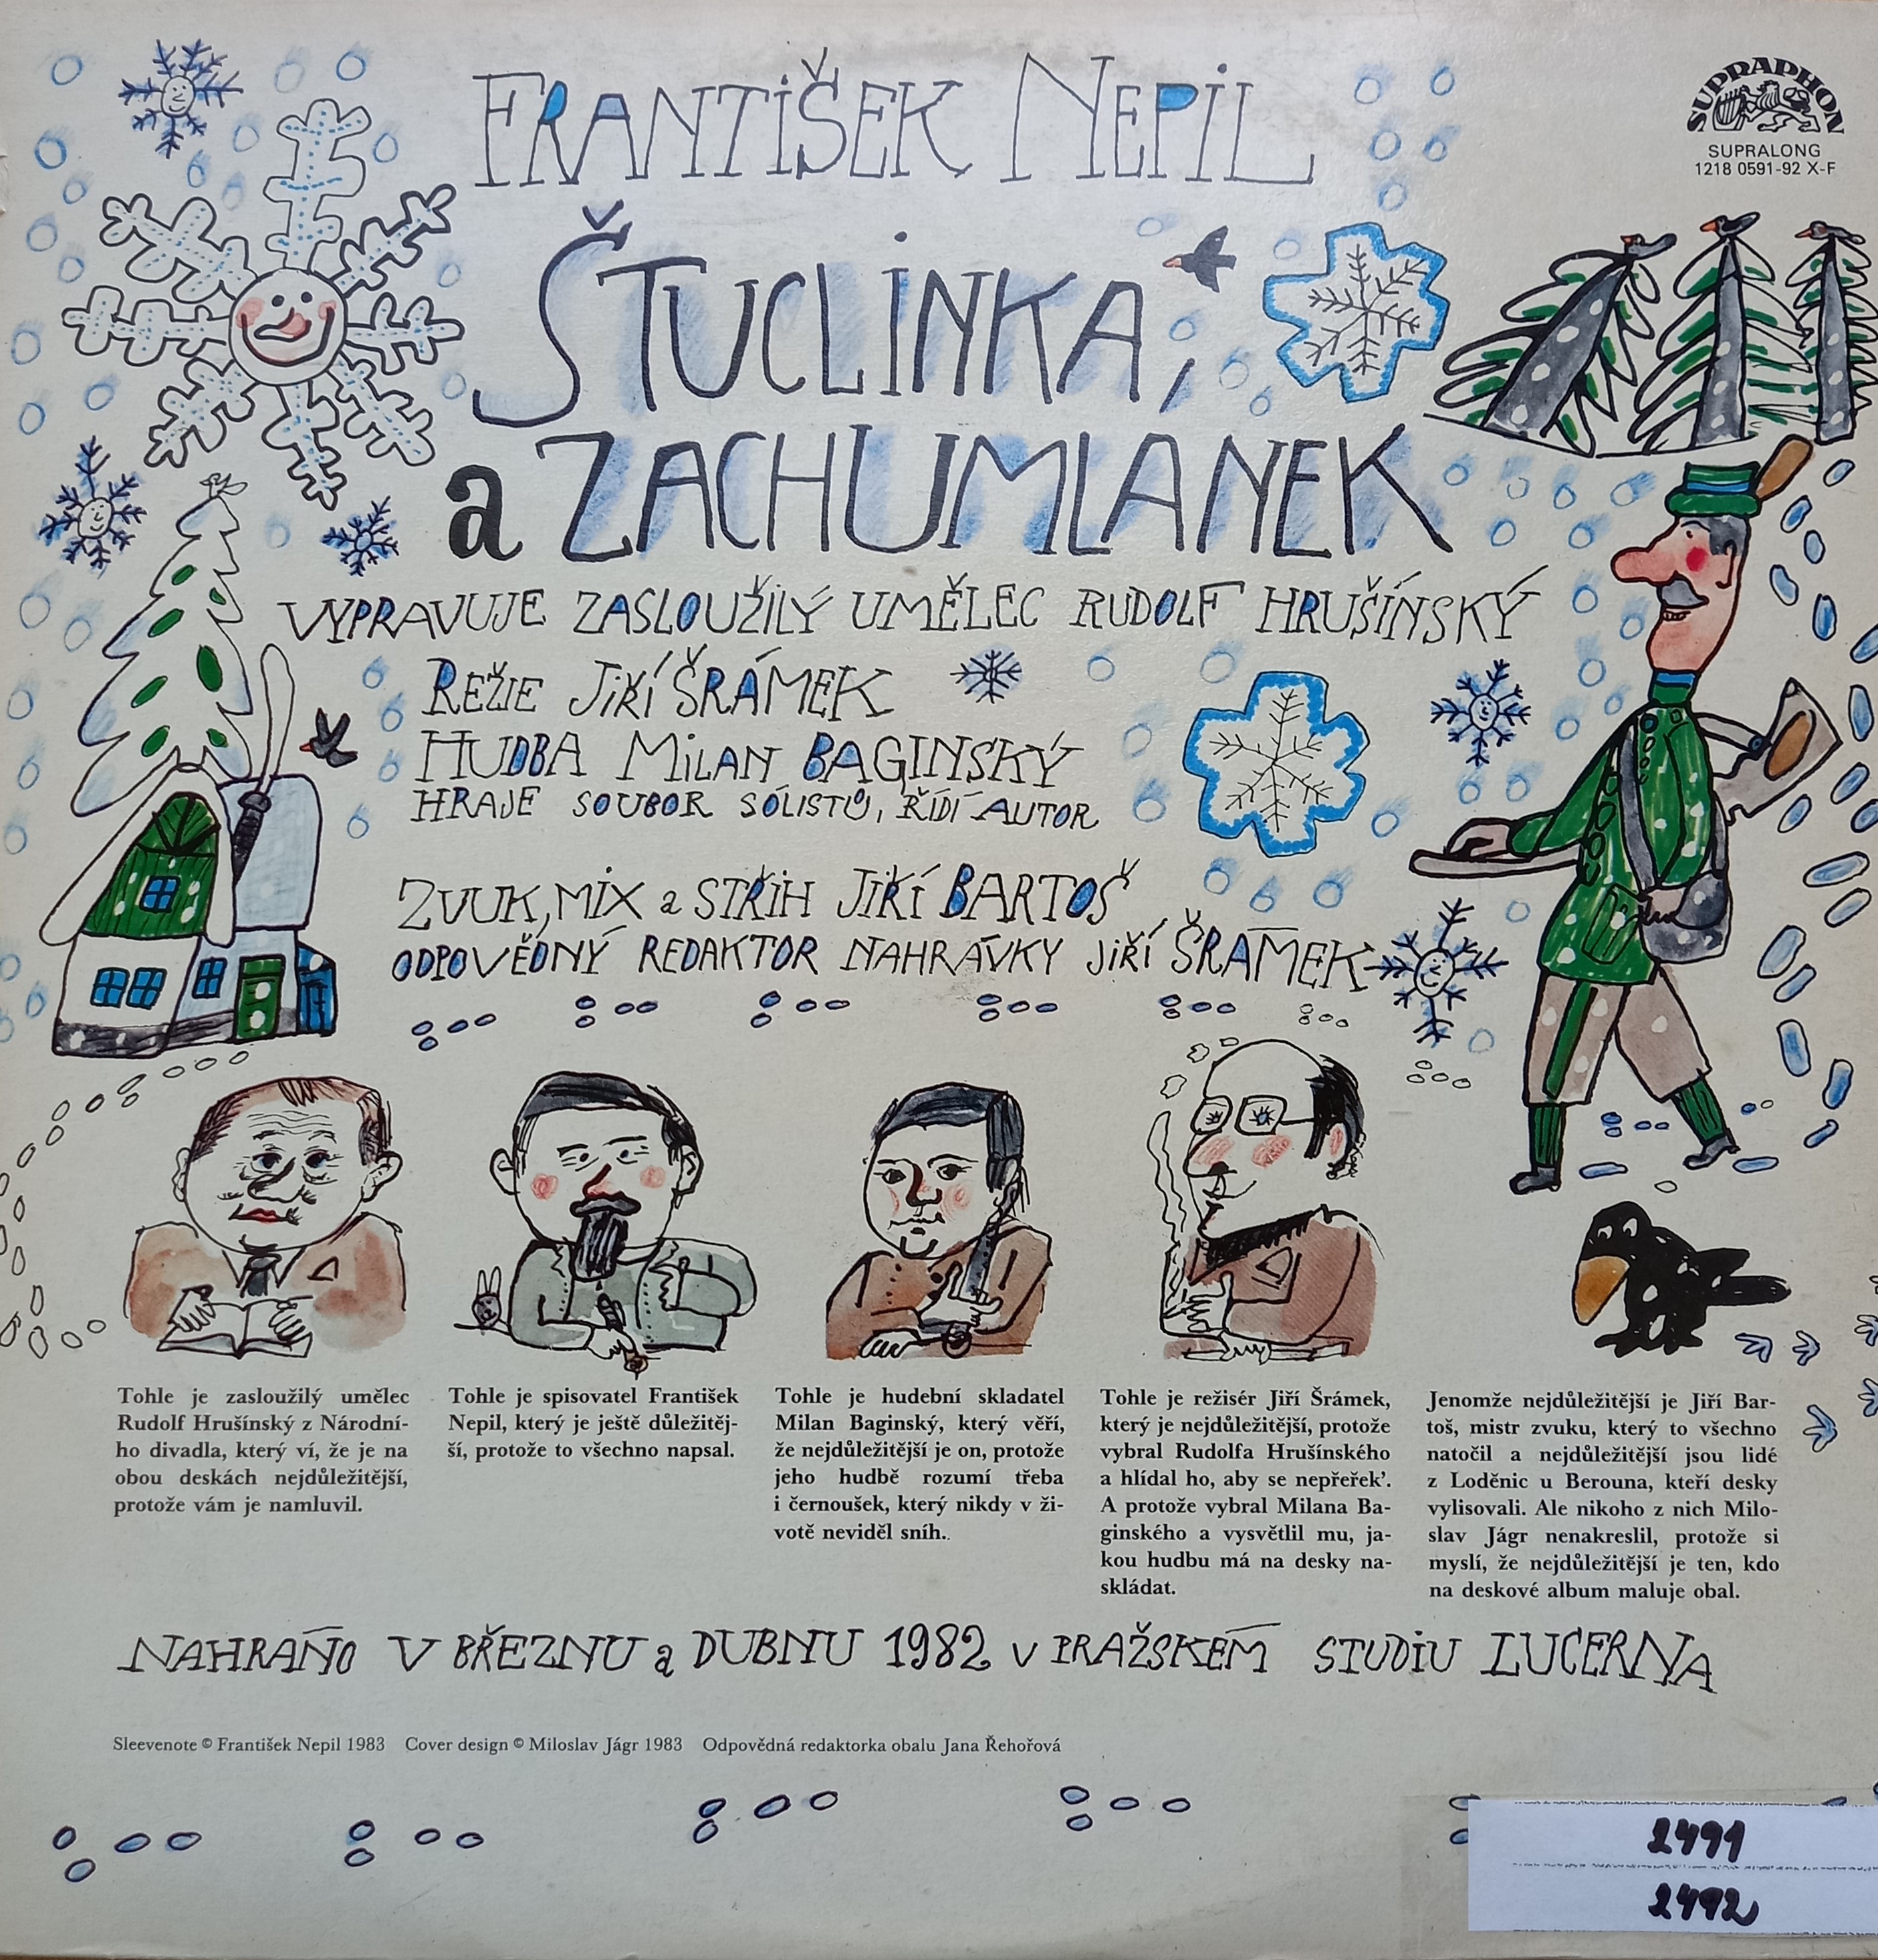 FRANTIŠEK NEPIL
SUPRAPHON
SUPRALONG
1218 0591-92 X-F
ŠTUCLINKA,
a ZACHUMLANEK
VYPRAVUJE ZASLOUŽILÝ UMĚLEC RUDOLF HRUŠÍNSKÝ
REŽIE JIŘÍ ŠRÁMEK
HUDBA MILAN BAGINSKÝ
HRAJE SOUBOR SÓLISTŮ, ŘÍDÍ AUTOR
ZVUK, MIX a STŘIH JIŘÍ BARTOŠ
ODPOVĚDNÝ REDAKTOR NAHRÁVKY JIŘÍ ŠRÁMEK
Tohle je zasloužilý umělec
Rudolf Hrušínský z Národní-
ho divadla, který ví, že je na
obou deskách nejdůležitější,
protože vám je namluvil.
Tohle je spisovatel František
Nepil, který je ještě důležitěj-
ší, protože to všechno napsal.
Tohle je hudební skladatel
Milan Baginský, který věří,
že nejdůležitější je on, protože
jeho hudbě rozumí třeba
i černoušek, který nikdy v ži-
votě neviděl sníh..
Tohle je režisér Jiří Šrámek,
který je nejdůležitější, protože
vybral Rudolfa Hrušínského
a hlídal ho, aby se nepřeřek’.
A protože vybral Milana Ba-
ginského a vysvětlil mu, ja-
kou hudbu má na desky na-
skládat.
Jenomže nejdůležitější je Jiří Bar-
toš, mistr zvuku, který to všechno
natočil a nejdůležitější jsou lidé
z Loděnic u Berouna, kteří desky
vylisovali. Ale nikoho z nich Milo-
slav Jágr nenakreslil, protože si
myslí, že nejdůležitější je ten, kdo
na deskové album maluje obal.
NAHRÁNO V BŘEZNU a DUBNU 1982 V PRAŽSKÉM STUDIU LUCERNA
Sleevenote © František Nepil 1983 Cover design © Miloslav Jágr 1983 Odpovědná redaktorka obalu Jana Řehořová
2491
2492